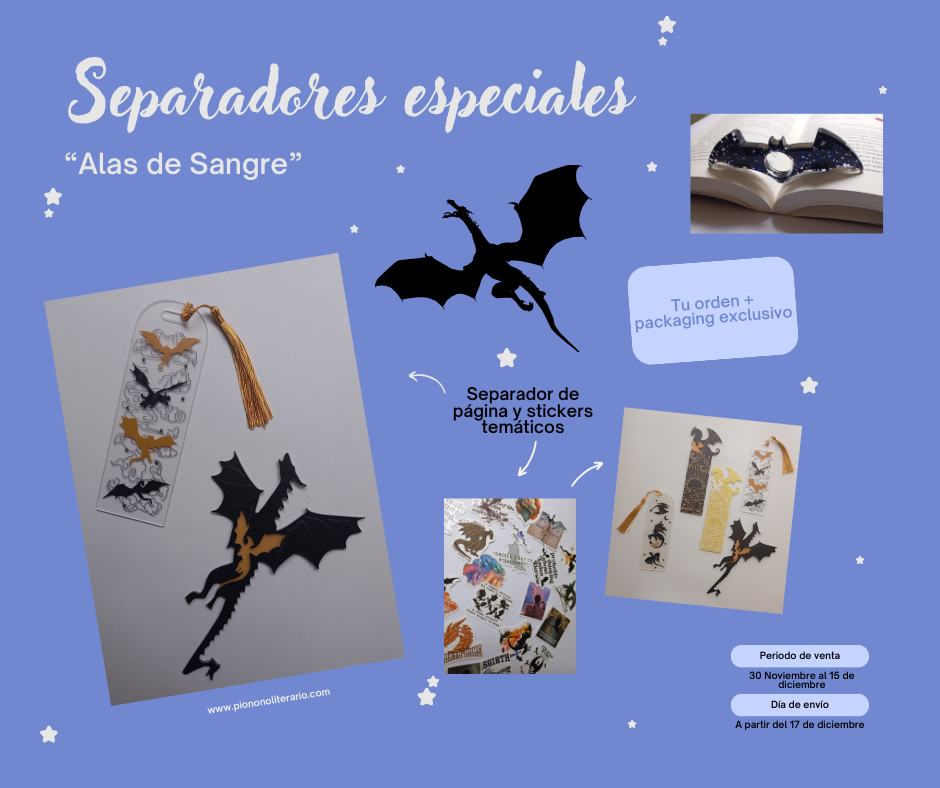 Separadores especiales
“Alas de Sangre”
Tu orden +
packaging exclusivo
Separador de
página y stickers
temáticos
www.piononoliterario.com
Periodo de venta
30 Noviembre al 15 de
diciembre
Día de envío
A partir del 17 de diciembre